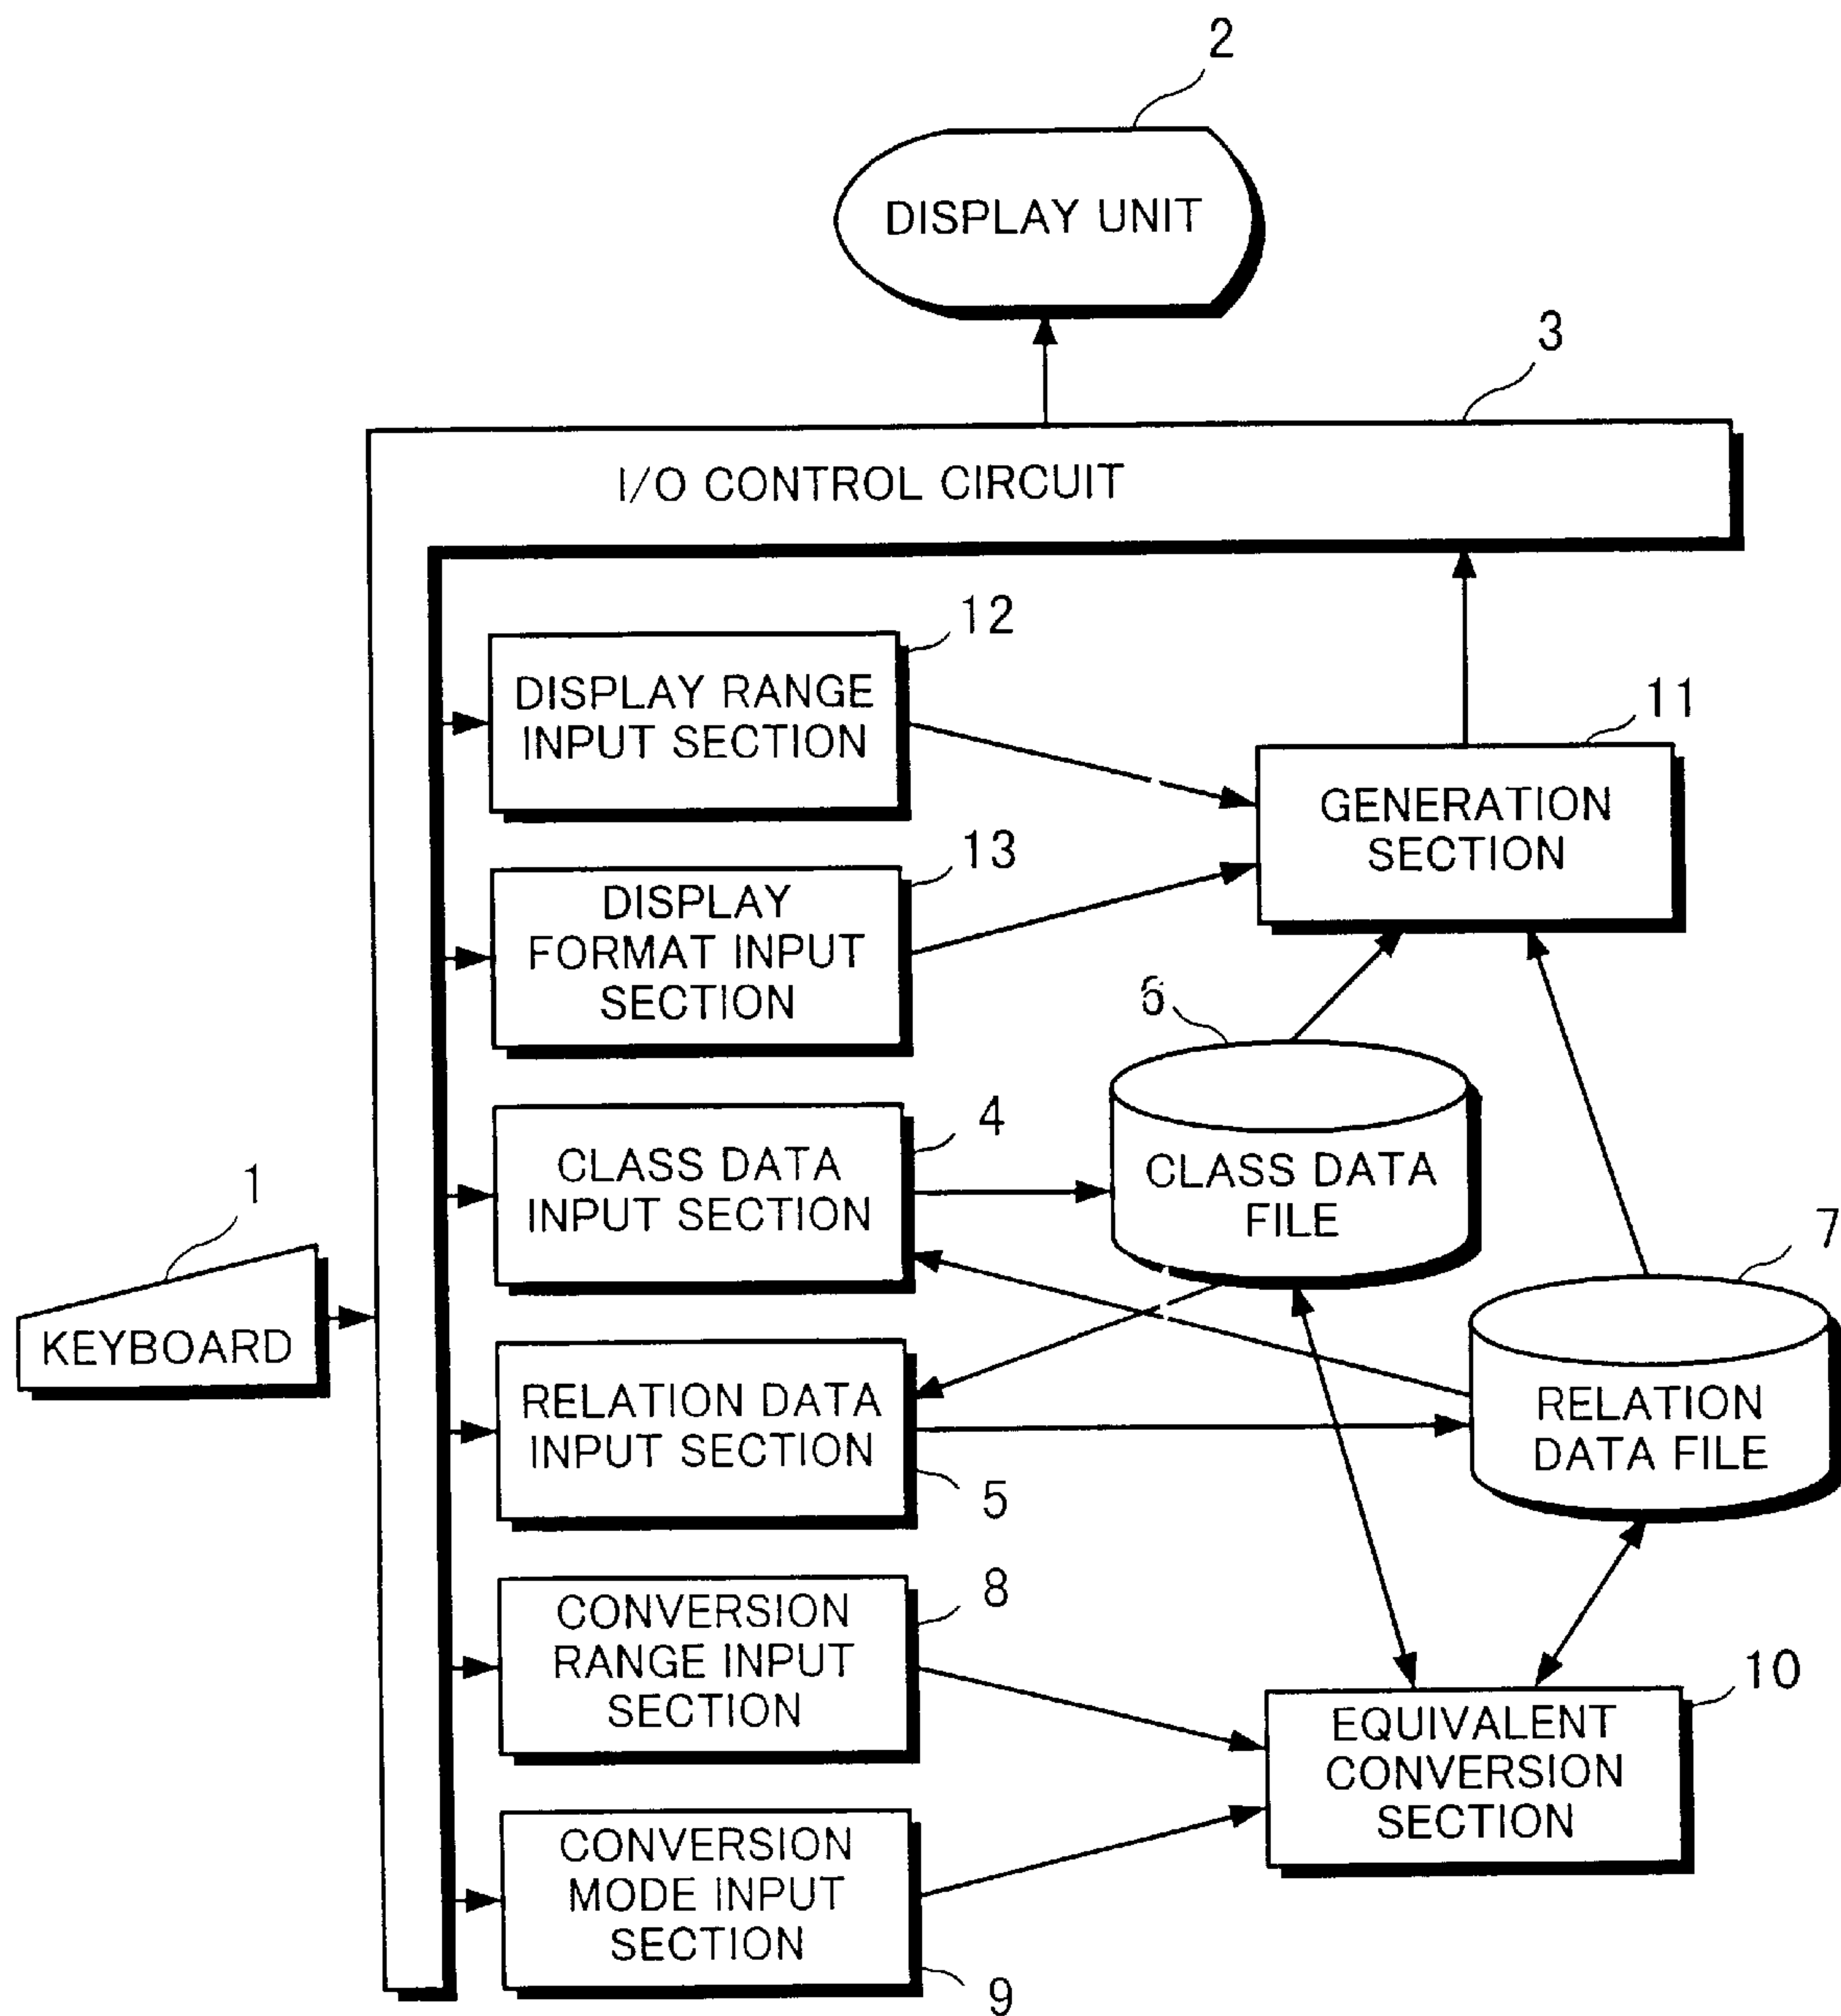 2
DISPLAY UNIT
3
I/O CONTROL CIRCUIT
12
DISPLAY RANGE
INPUT SECTION
11
GENERATION
SECTION
13
DISPLAY
FORMAT INPUT
SECTION
6
CLASS DATA
FILE
4
CLASS DATA
INPUT SECTION
1
KEYBOARD
7
RELATION
DATA FILE
RELATION DATA
INPUT SECTION
5
8
CONVERSION
RANGE INPUT
SECTION
10
EQUIVALENT
CONVERSION
SECTION
CONVERSION
MODE INPUT
SECTION
9